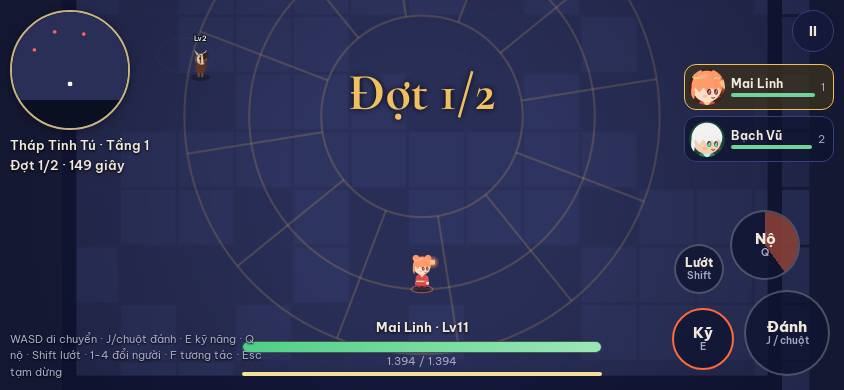 Lv2
Đợt 1/2
Tháp Tinh Tú · Tầng 1
Đợt 1/2 · 149 giây
Mai Linh
1
Bạch Vũ
2
Nộ
Q
Lướt
Shift
Kỹ
E
Đánh
J / chuột
Mai Linh · Lv11
1.394 / 1.394
WASD di chuyển · J/chuột đánh · E kỹ năng · Q
nộ · Shift lướt · 1–4 đổi người · F tương tác · Esc
tạm dừng